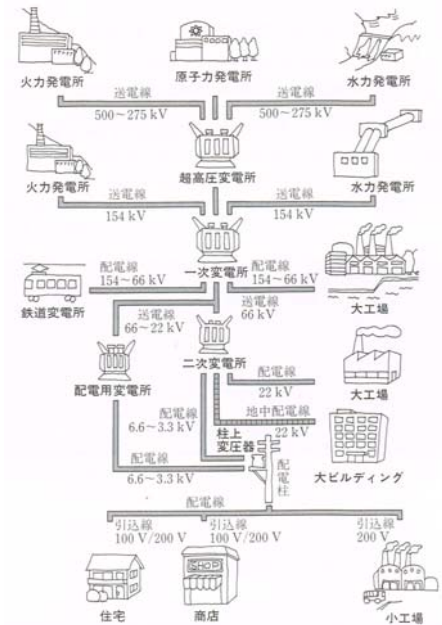 火力発電所
原子力発電所
水力発電所
送電線
500〜275 kV
送電線
500〜275 kV
火力発電所
超高圧変電所
水力発電所
送電線
154 kV
送電線
154 kV
鉄道変電所
配電線
154〜66 kV
一次変電所
配電線
154〜66 kV
大工場
送電線
66〜22 kV
送電線
66 kV
配電用変電所
二次変電所
配電線
22 kV
大工場
配電線
6.6〜3.3 kV
地中配電線
22 kV
柱上
変圧器
配電柱
大ビルディング
配電線
6.6〜3.3 kV
配電線
引込線
100 V/200 V
引込線
100 V/200 V
引込線
200 V
SHOP
住宅
商店
小工場